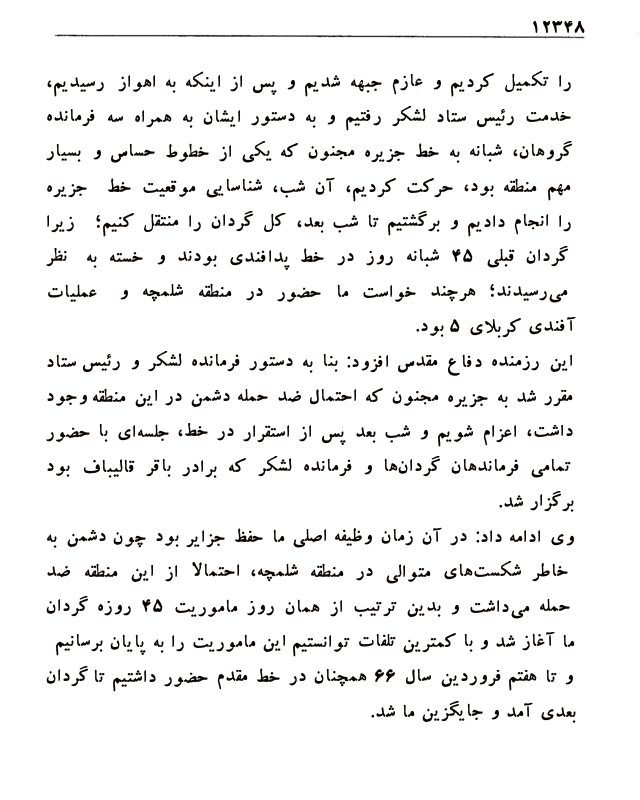 ۱۲۳۴۸
را تکمیل کردیم و عازم جبهه شدیم و پس از اینکه به اهواز رسیدیم،
خدمت رئیس ستاد لشکر رفتیم و به دستور ایشان به همراه سه فرمانده
گروهان، شبانه به خط جزیره مجنون که یکی از خطوط حساس و بسیار
مهم منطقه بود، حرکت کردیم، آن شب، شناسایی موقعیت خط جزیره
را انجام دادیم و برگشتیم تا شب بعد، کل گردان را منتقل کنیم؛ زیرا
گردان قبلی ۴۵ شبانه روز در خط پدافندی بودند و خسته به نظر
می‌رسیدند؛ هرچند خواست ما حضور در منطقه شلمچه و عملیات
آفندی کربلای ۵ بود.
این رزمنده دفاع مقدس افزود: بنا به دستور فرمانده لشکر و رئیس ستاد
مقرر شد به جزیره مجنون که احتمال ضد حمله دشمن در این منطقه وجود
داشت، اعزام شویم و شب بعد پس از استقرار در خط، جلسه‌ای با حضور
تمامی فرماندهان گردان‌ها و فرمانده لشکر که برادر باقر قالیباف بود
برگزار شد.
وی ادامه داد: در آن زمان وظیفه اصلی ما حفظ جزایر بود چون دشمن به
خاطر شکست‌های متوالی در منطقه شلمچه، احتمالا از این منطقه ضد
حمله می‌داشت و بدین ترتیب از همان روز ماموریت ۴۵ روزه گردان
ما آغاز شد و با کمترین تلفات توانستیم این ماموریت را به پایان برسانیم
و تا هفتم فروردین سال ۶۶ همچنان در خط مقدم حضور داشتیم تا گردان
بعدی آمد و جایگزین ما شد.